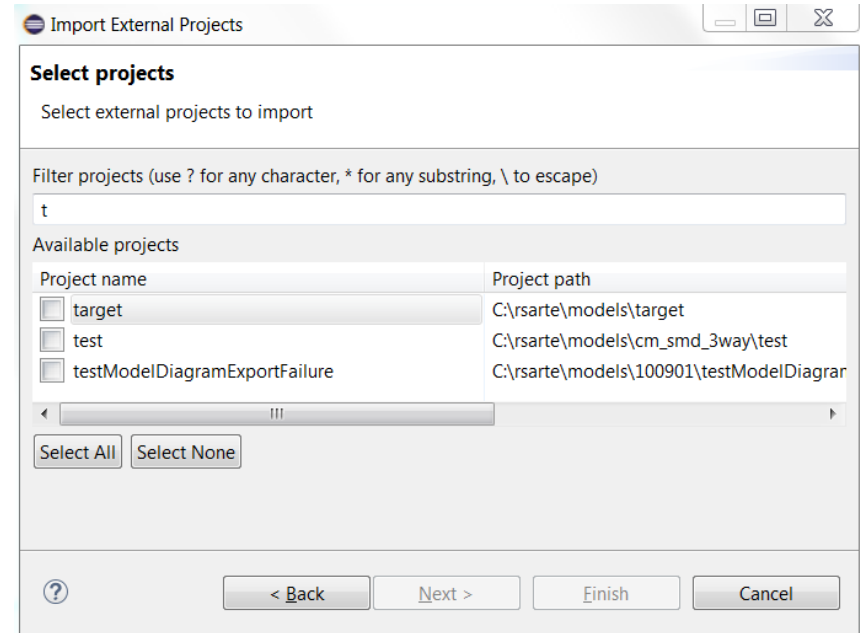 Import External Projects
Select projects
Select external projects to import
Filter projects (use ? for any character, * for any substring, \ to escape)
t
Available projects
Project name Project path
target C:\rsarte\models\target
test C:\rsarte\models\cm_smd_3way\test
testModelDiagramExportFailure C:\rsarte\models\100901\testModelDiagran
Select All Select None
? < Back Next > Finish Cancel